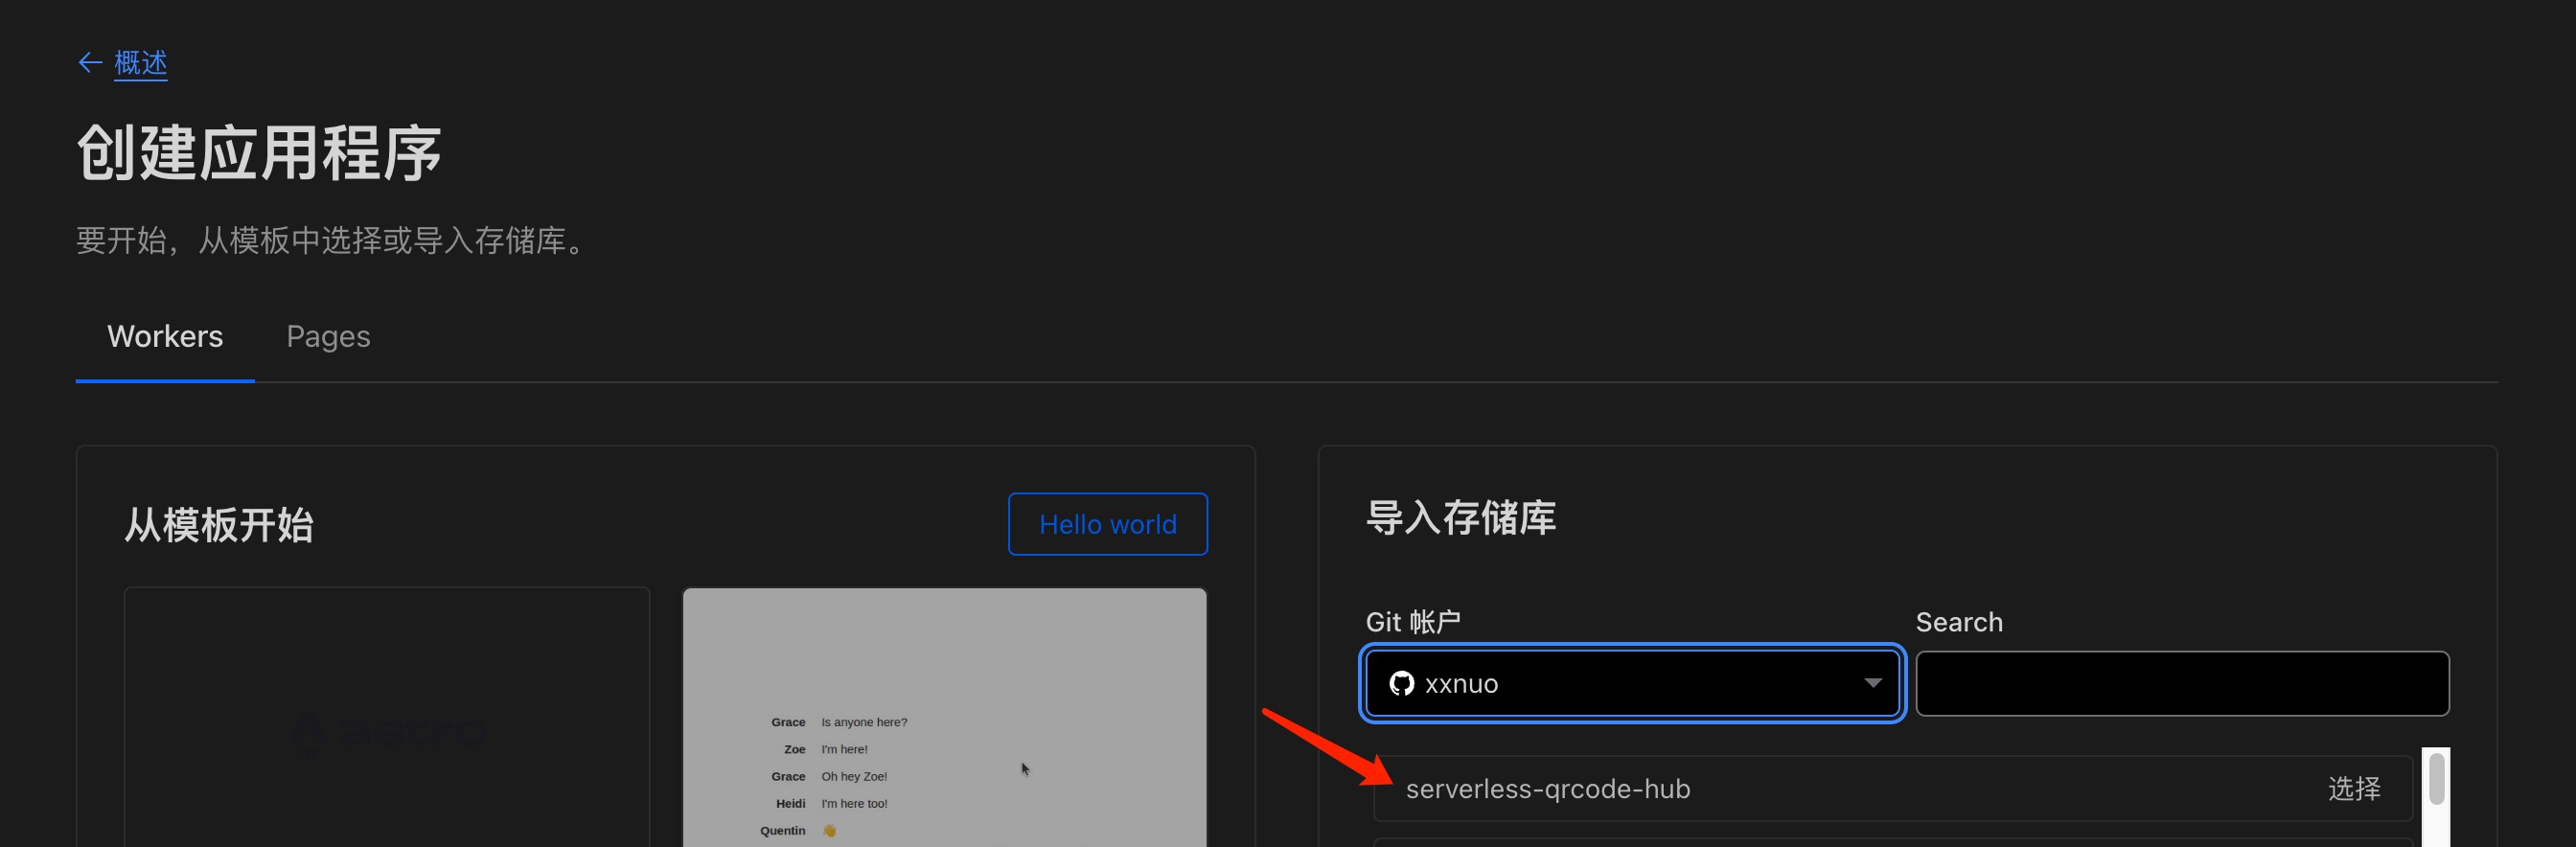 ← 概述
创建应用程序
要开始，从模板中选择或导入存储库。
Workers Pages
从模板开始
Hello world
astro
Grace Is anyone here?
Zoe I'm here!
Grace Oh hey Zoe!
Heidi I'm here too!
Quentin 👋
导入存储库
Git 帐户
Search
xxnuo
serverless-qrcode-hub 选择